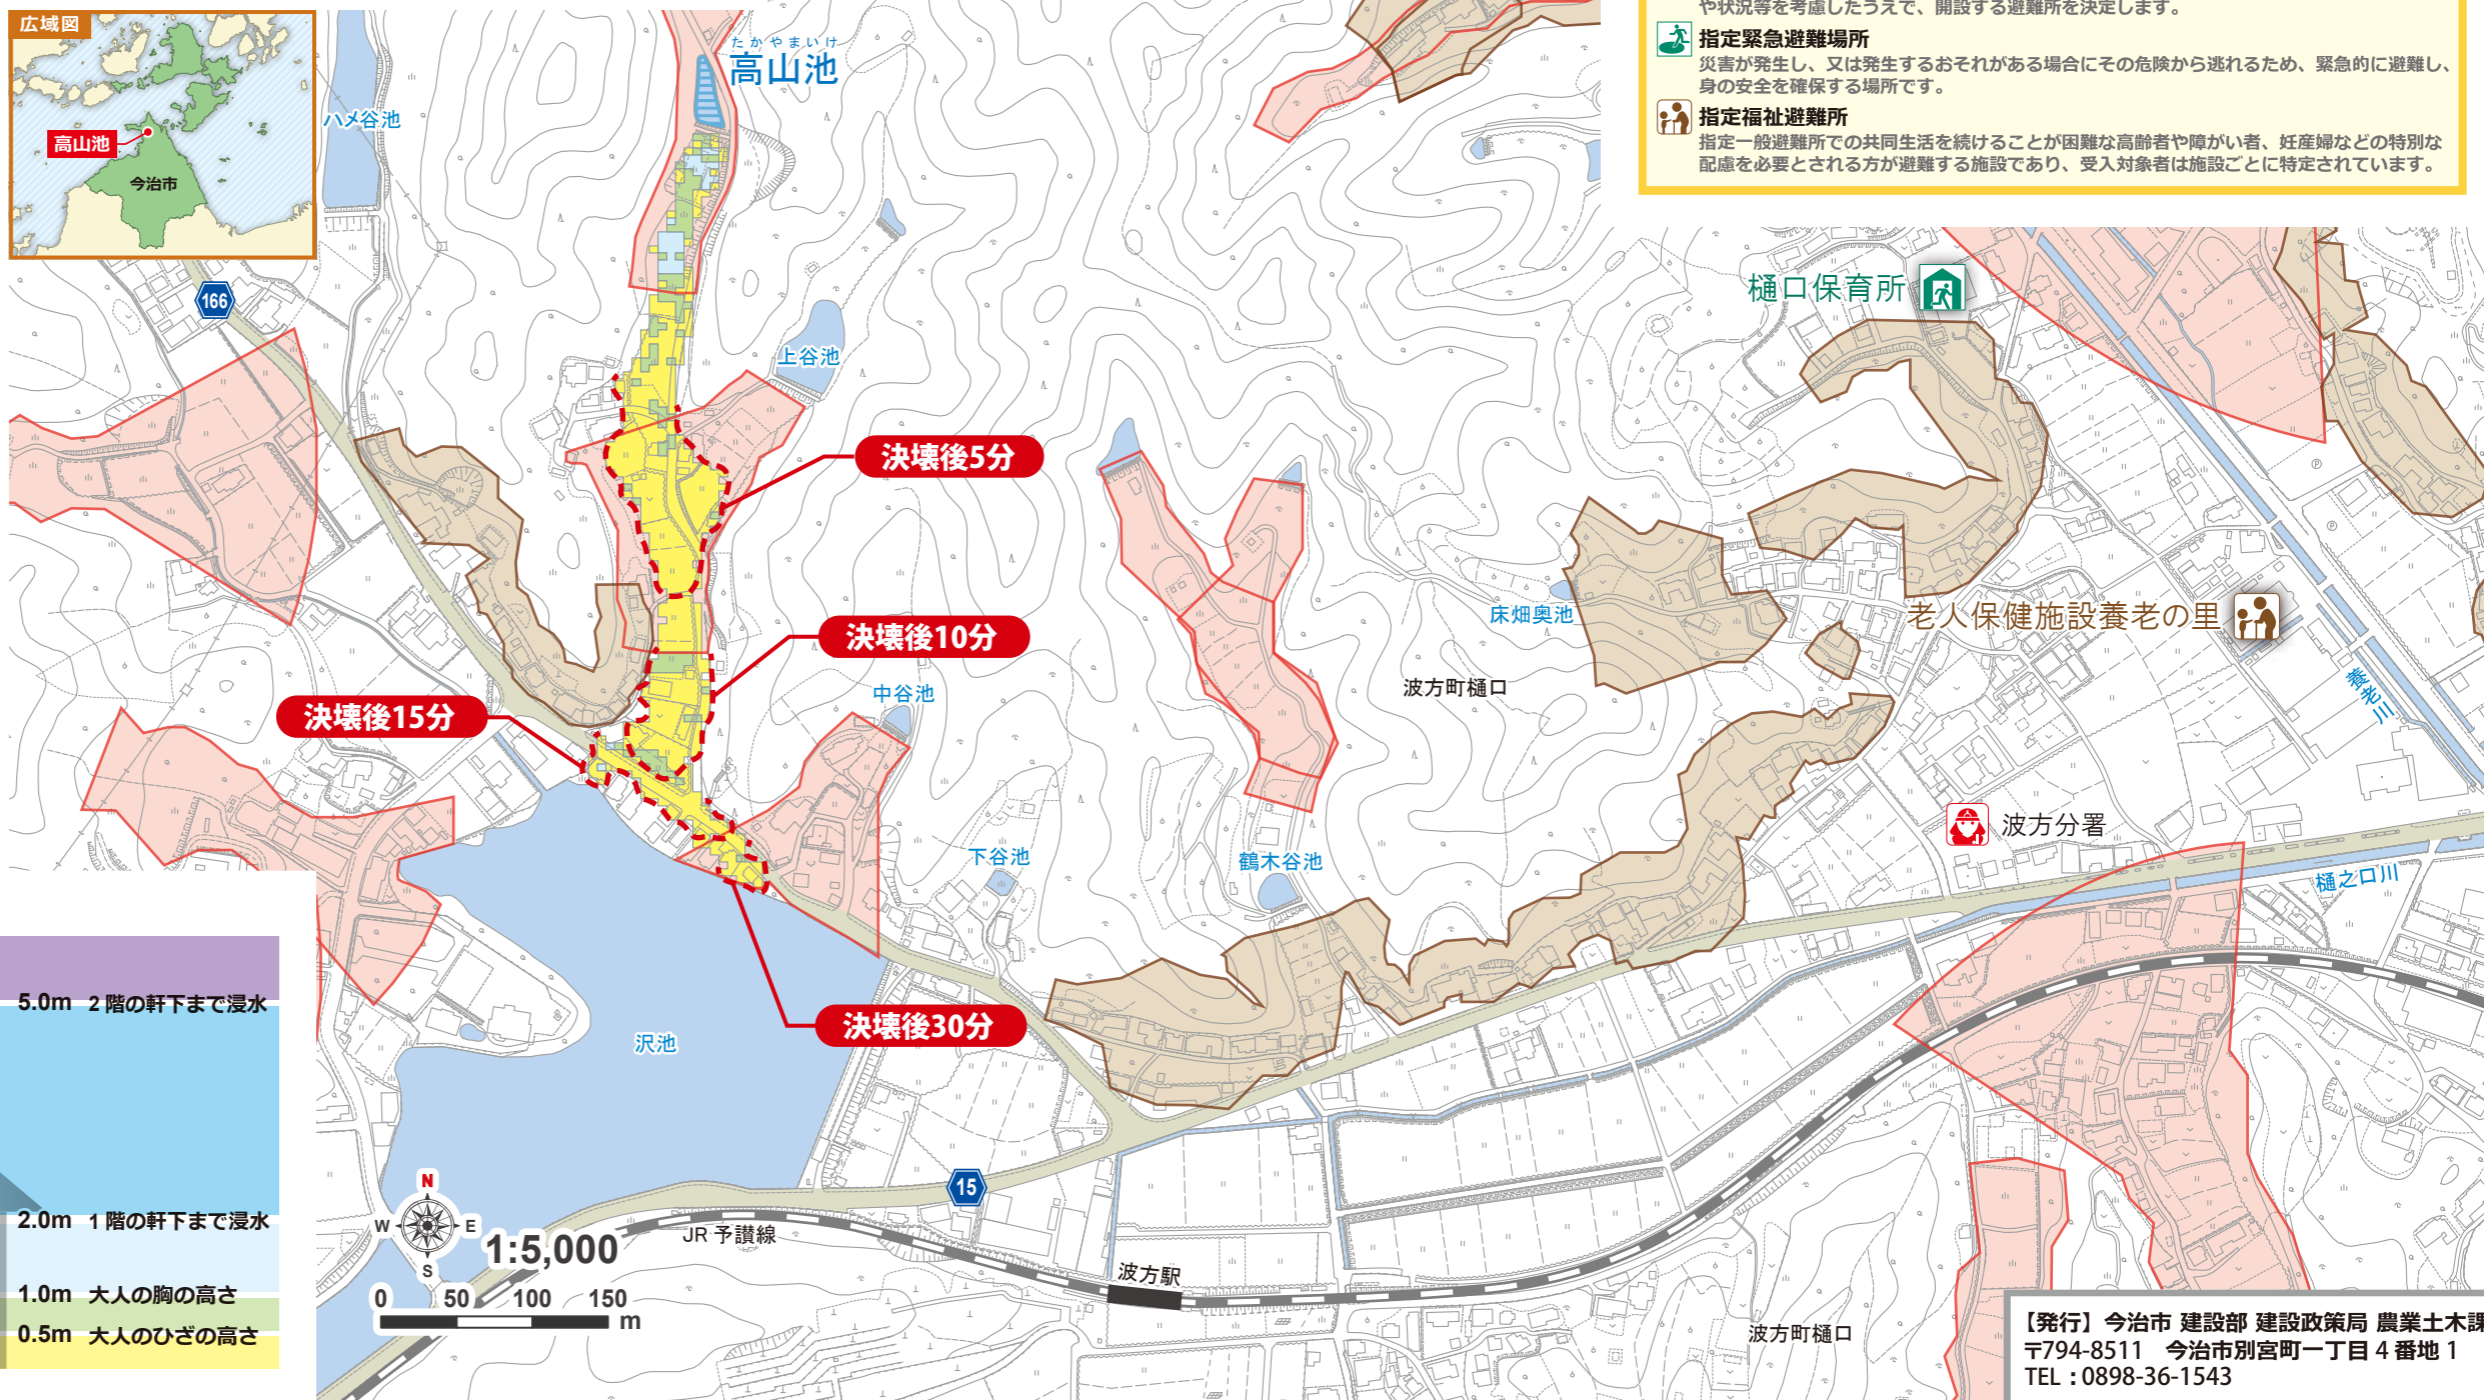 広域図
高山池
今治市
たかやまいけ
高山池
ハメ谷池
166
や状況等を考慮したうえで、開設する避難所を決定します。
指定緊急避難場所
災害が発生し、又は発生するおそれがある場合にその危険から逃れるため、緊急的に避難し、
身の安全を確保する場所です。
指定福祉避難所
指定一般避難所での共同生活を続けることが困難な高齢者や障がい者、妊産婦などの特別な
配慮を必要とされる方が避難する施設であり、受入対象者は施設ごとに特定されています。
樋口保育所
上谷池
決壊後5分
床畑奥池
老人保健施設養老の里
決壊後10分
中谷池
波方町樋口
養老川
決壊後15分
波方分署
下谷池
鶴木谷池
樋之口川
決壊後30分
沢池
5.0m 2階の軒下まで浸水
2.0m 1階の軒下まで浸水
1.0m 大人の胸の高さ
0.5m 大人のひざの高さ
N
W E
S
1:5,000
0 50 100 150
m
15
JR 予讃線
波方駅
波方町樋口
【発行】今治市 建設部 建設政策局 農業土木課
〒794-8511 今治市別宮町一丁目4番地1
TEL：0898-36-1543